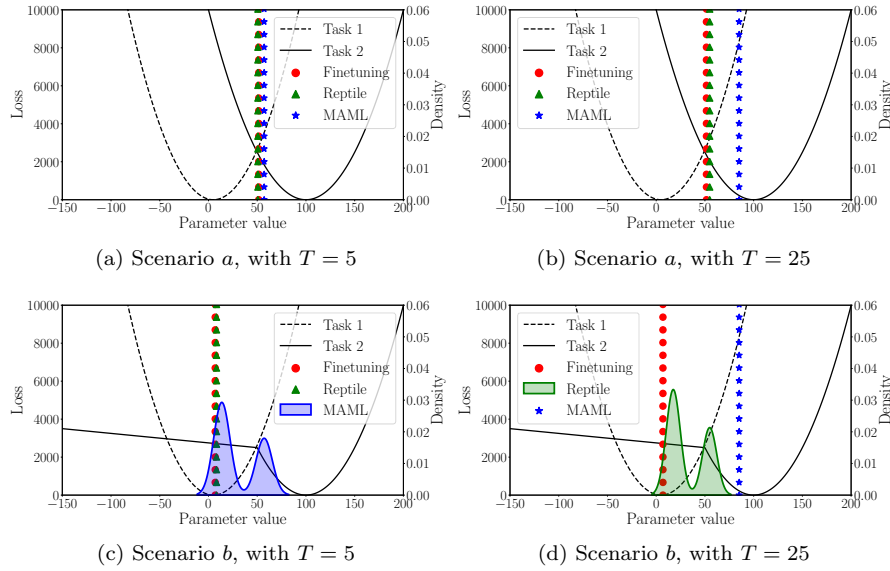 10000 0.06
Task 1
8000 Task 2 0.05
Finetuning 0.04
6000 Reptile
Loss MAML 0.03 Density
4000
0.02
2000 0.01
0 0.00
−150 −100 −50 0 50 100 150 200
Parameter value
(a) Scenario a, with T = 5
10000 0.06
Task 1
8000 Task 2 0.05
Finetuning 0.04
6000 Reptile
Loss MAML 0.03 Density
4000
0.02
2000 0.01
0 0.00
−150 −100 −50 0 50 100 150 200
Parameter value
(b) Scenario a, with T = 25
10000 0.06
Task 1
8000 Task 2 0.05
Finetuning 0.04
6000 Reptile
Loss MAML 0.03 Density
4000
0.02
2000 0.01
0 0.00
−150 −100 −50 0 50 100 150 200
Parameter value
(c) Scenario b, with T = 5
10000 0.06
Task 1
8000 Task 2 0.05
Finetuning 0.04
6000 Reptile
Loss MAML 0.03 Density
4000
0.02
2000 0.01
0 0.00
−150 −100 −50 0 50 100 150 200
Parameter value
(d) Scenario b, with T = 25